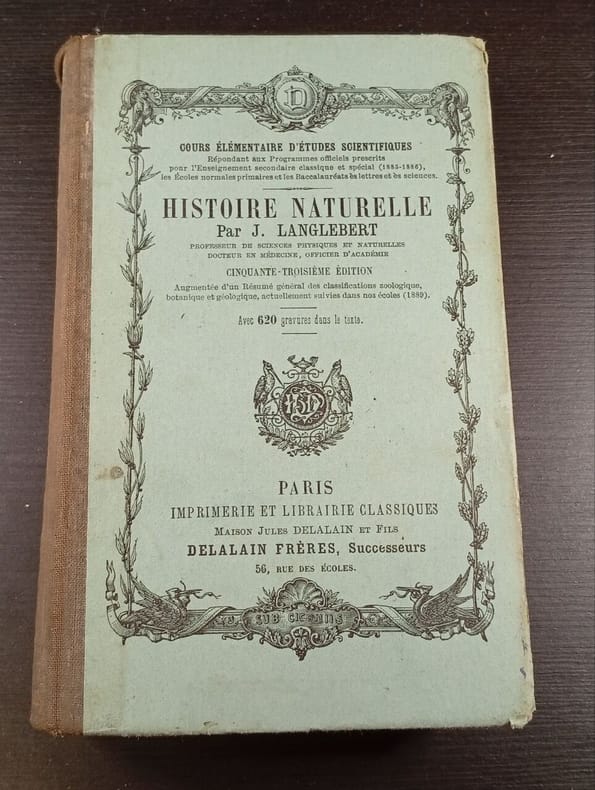 D
COURS ÉLÉMENTAIRE D'ÉTUDES SCIENTIFIQUES
Répondant aux Programmes officiels prescrits
pour l'Enseignement secondaire classique et spécial (1885-1886),
les Écoles normales primaires et les Baccalauréats ès lettres et ès sciences.
HISTOIRE NATURELLE
Par J. LANGLEBERT
PROFESSEUR DE SCIENCES PHYSIQUES ET NATURELLES
DOCTEUR EN MÉDECINE, OFFICIER D'ACADÉMIE
CINQUANTE-TROISIÈME ÉDITION
Augmentée d'un Résumé général des classifications zoologique,
botanique et géologique, actuellement suivies dans nos écoles (1889).
Avec 620 gravures dans le texte.
PARIS
IMPRIMERIE ET LIBRAIRIE CLASSIQUES
MAISON JULES DELALAIN ET FILS
DELALAIN FRÈRES, Successeurs
56, RUE DES ÉCOLES.
SUB